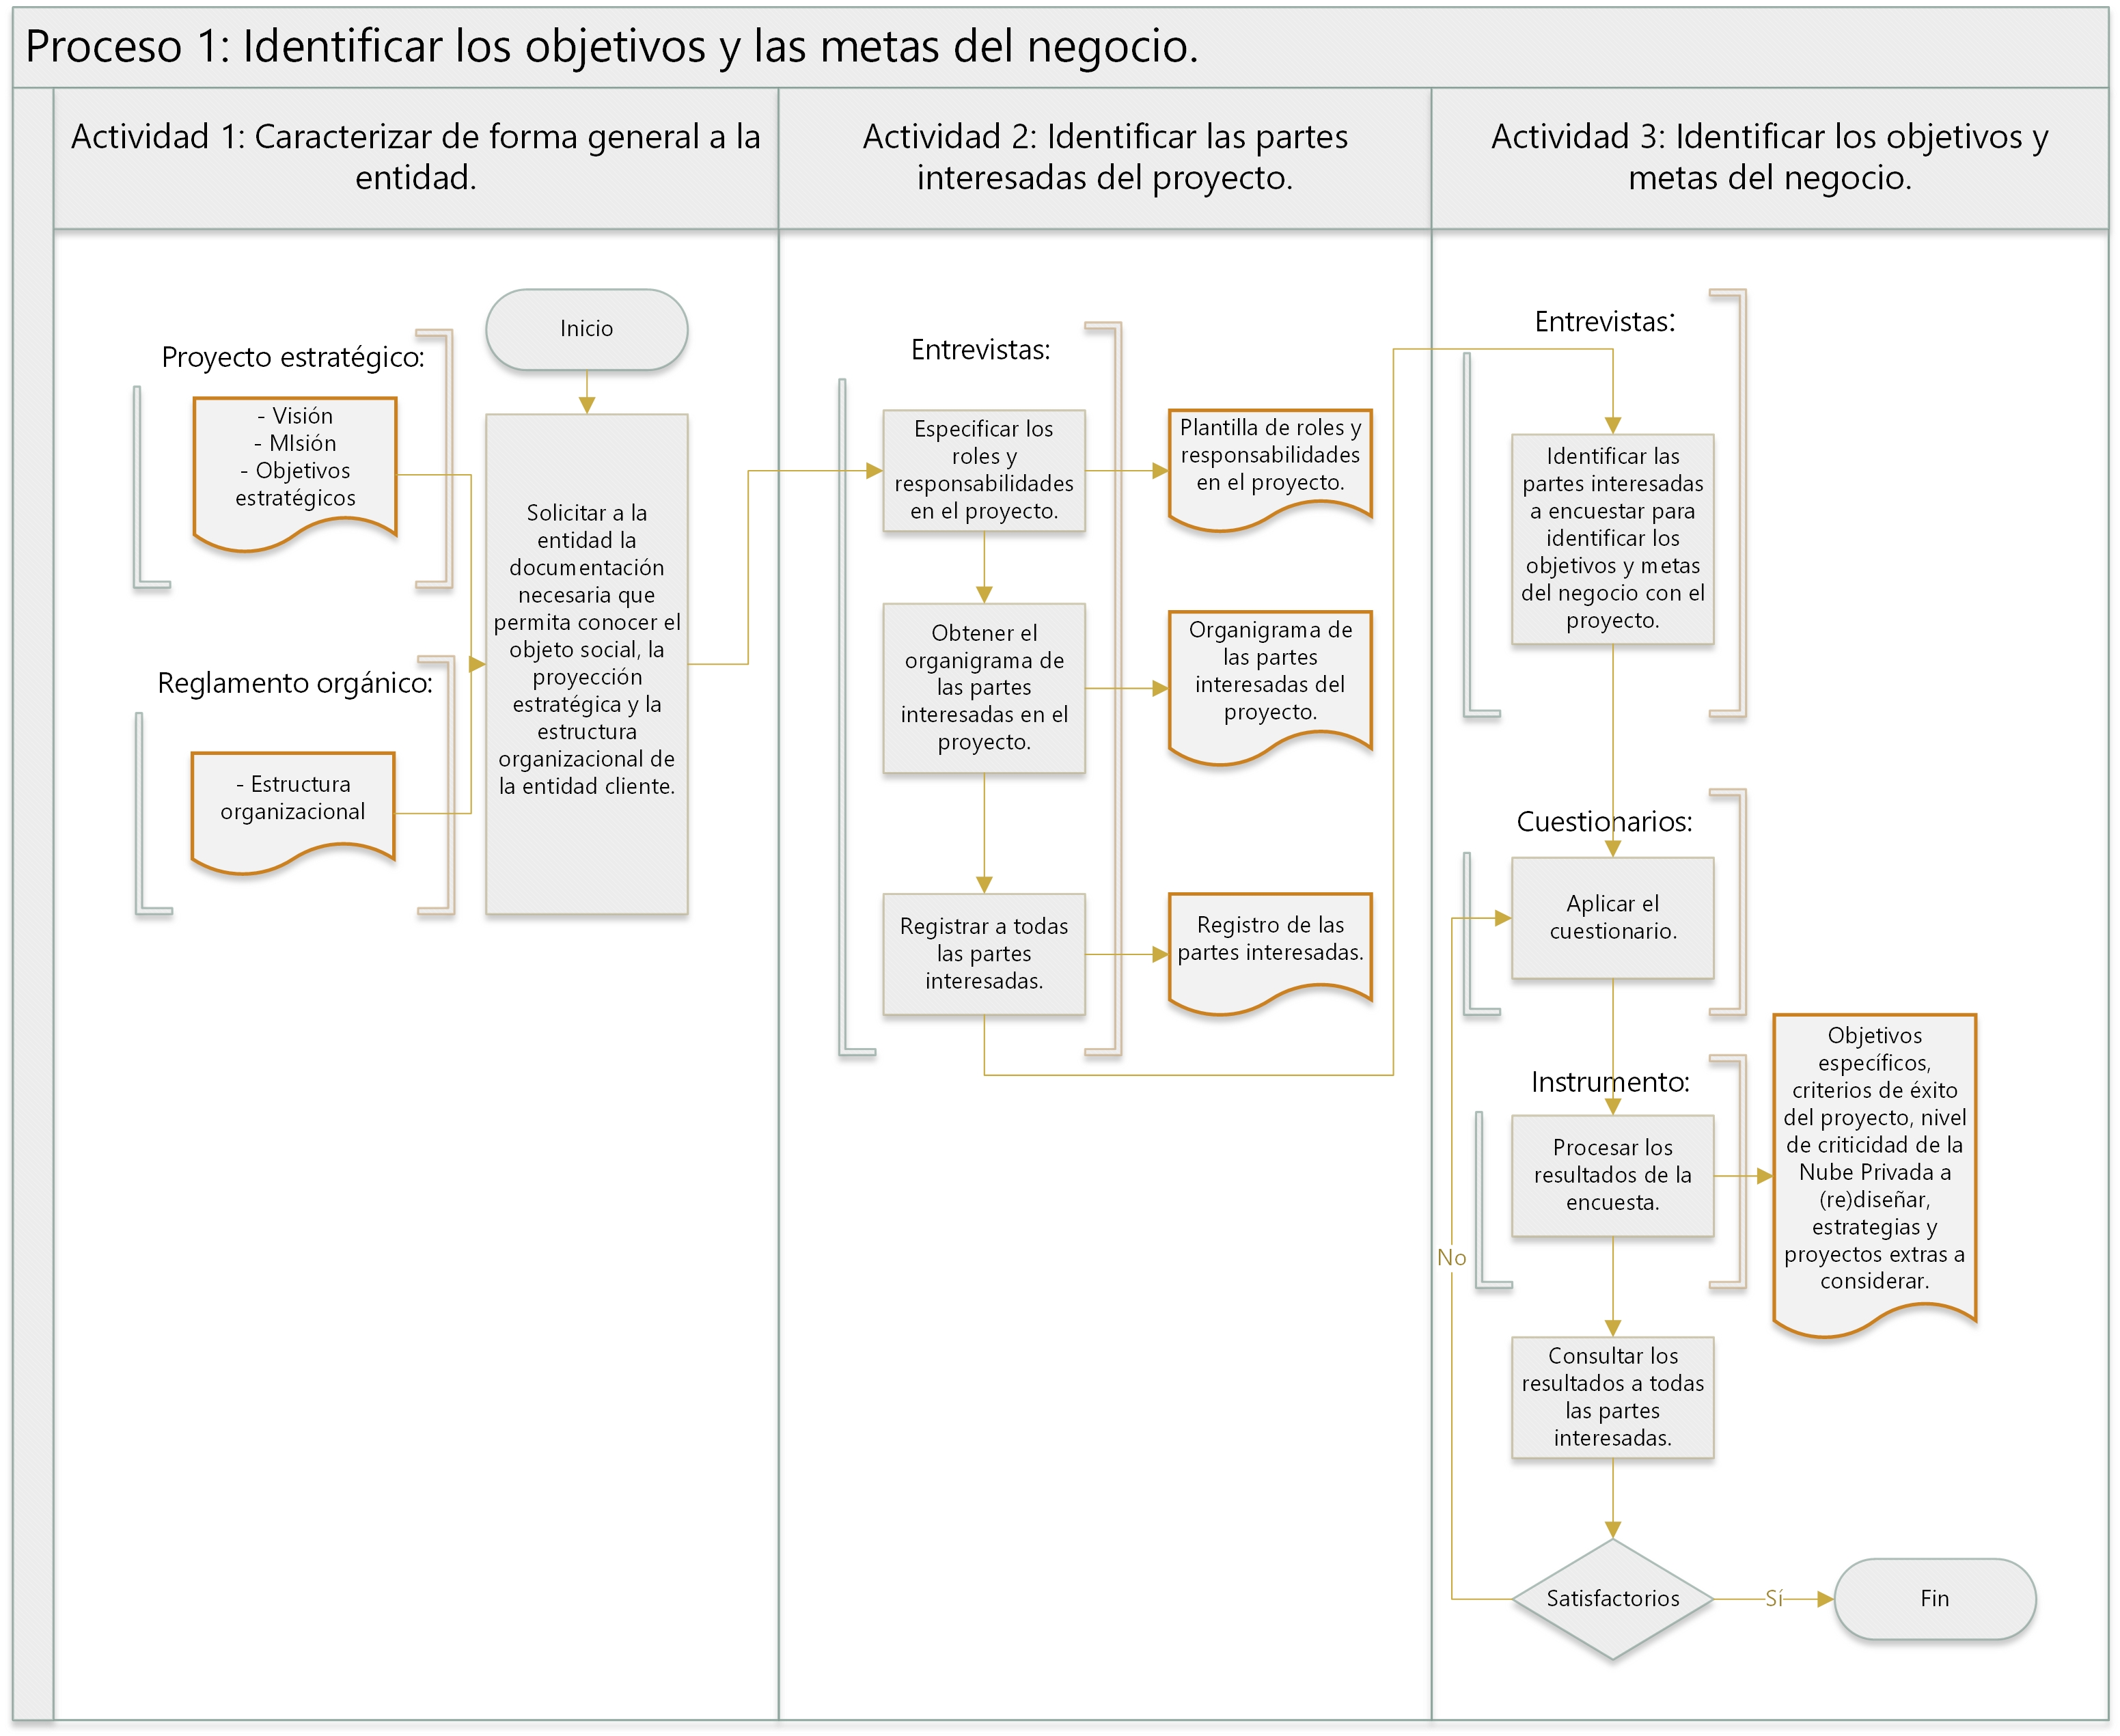 Proceso 1: Identificar los objetivos y las metas del negocio.
Actividad 1: Caracterizar de forma general a la
entidad.
Actividad 2: Identificar las partes
interesadas del proyecto.
Actividad 3: Identificar los objetivos y
metas del negocio.
Inicio
Proyecto estratégico:
- Visión
- MIsión
- Objetivos
estratégicos
Reglamento orgánico:
- Estructura
organizacional
Solicitar a la
entidad la
documentación
necesaria que
permita conocer el
objeto social, la
proyección
estratégica y la
estructura
organizacional de
la entidad cliente.
Entrevistas:
Especificar los
roles y
responsabilidades
en el proyecto.
Plantilla de roles y
responsabilidades
en el proyecto.
Obtener el
organigrama de
las partes
interesadas en el
proyecto.
Organigrama de
las partes
interesadas del
proyecto.
Registrar a todas
las partes
interesadas.
Registro de las
partes interesadas.
Entrevistas:
Identificar las
partes interesadas
a encuestar para
identificar los
objetivos y metas
del negocio con el
proyecto.
Cuestionarios:
Aplicar el
cuestionario.
Instrumento:
Procesar los
resultados de la
encuesta.
Objetivos
específicos,
criterios de éxito
del proyecto, nivel
de criticidad de la
Nube Privada a
(re)diseñar,
estrategias y
proyectos extras a
considerar.
No
Consultar los
resultados a todas
las partes
interesadas.
Satisfactorios
Sí
Fin